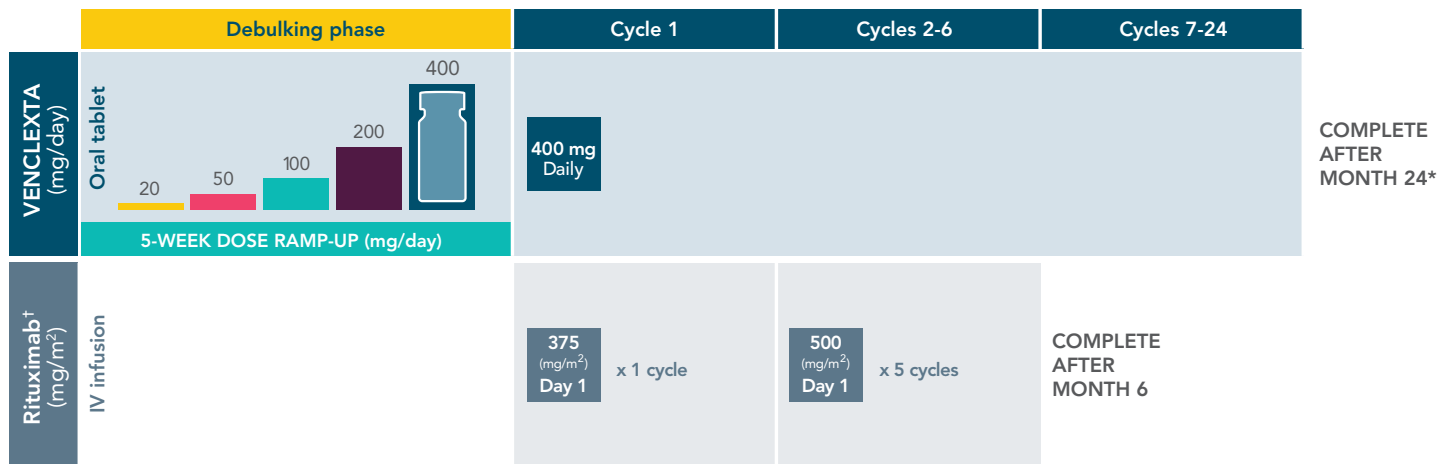 Debulking phase
Cycle 1
Cycles 2-6
Cycles 7-24
VENCLEXTA
(mg/day)
Oral tablet
20
50
100
200
400
5-WEEK DOSE RAMP-UP (mg/day)
400 mg
Daily
COMPLETE
AFTER
MONTH 24*
Rituximab†
(mg/m²)
IV infusion
375
(mg/m²)
Day 1
x 1 cycle
500
(mg/m²)
Day 1
x 5 cycles
COMPLETE
AFTER
MONTH 6